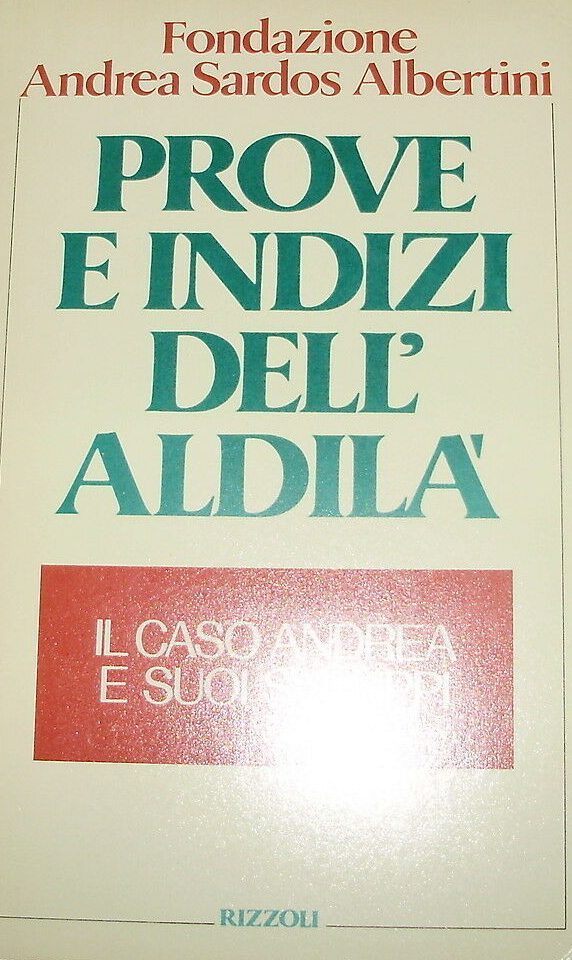 Fondazione
Andrea Sardos Albertini
PROVE
E INDIZI
DELL'
ALDILA'
IL CASO ANDREA
E SUOI
RIZZOLI